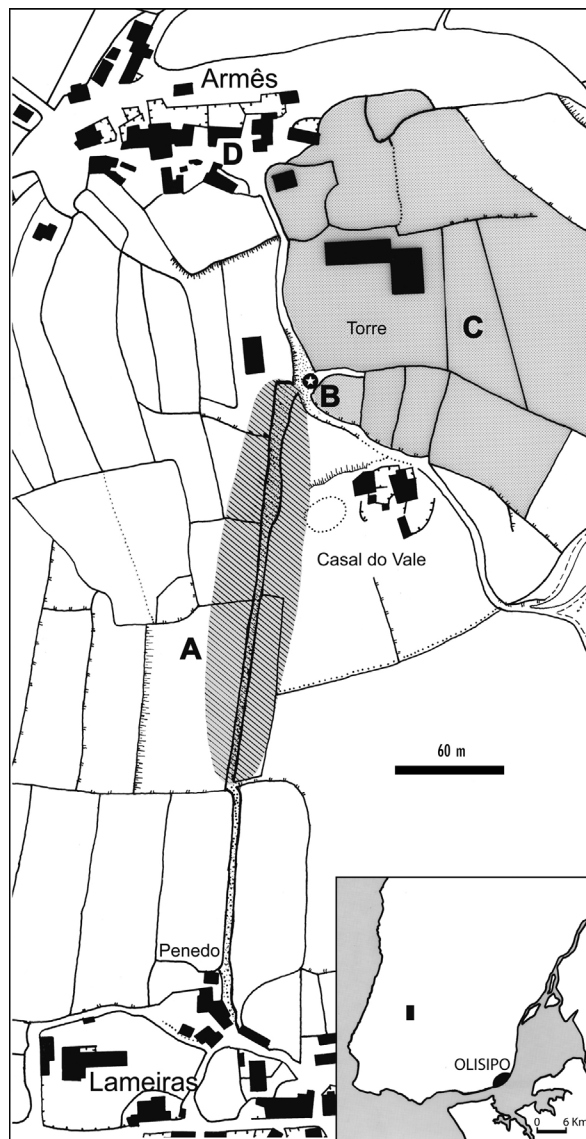 Armês
D
Torre
C
B
Casal do Vale
A
60 m
Penedo
Lameiras
OLISIPO
0 6 Km